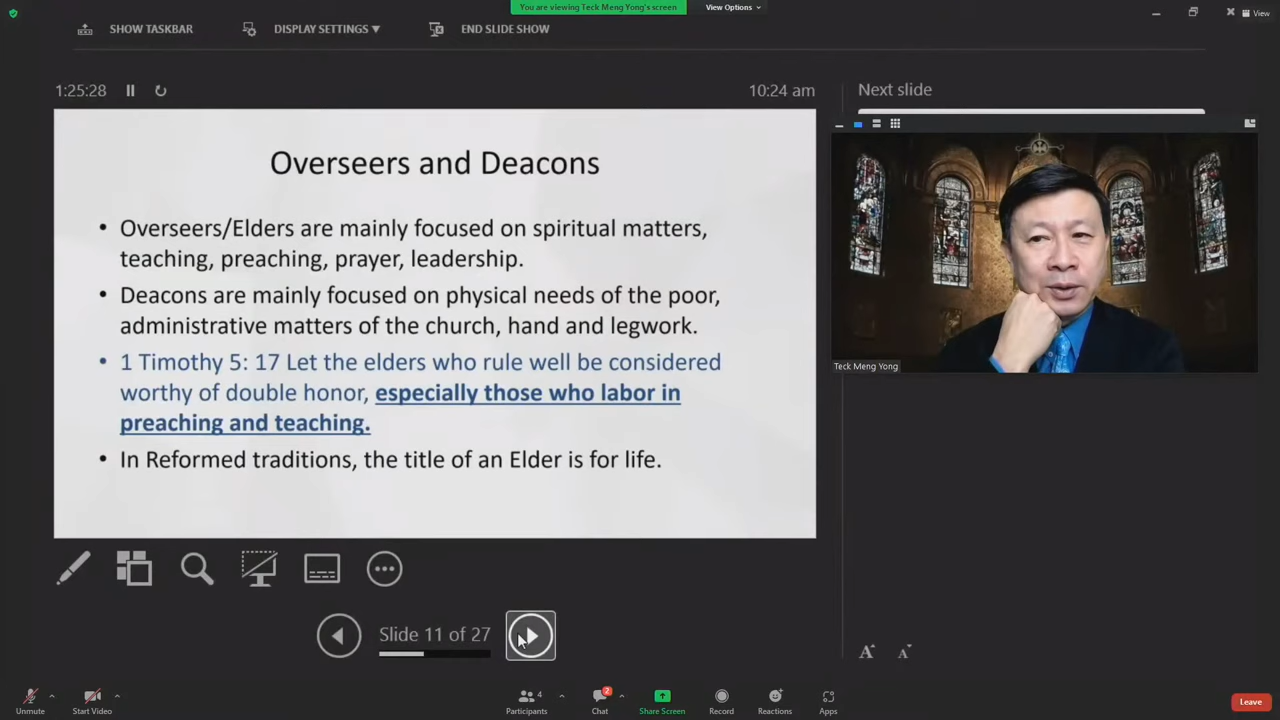 You are viewing Teck Meng Yong's screen
View Options
View
SHOW TASKBAR
DISPLAY SETTINGS
END SLIDE SHOW
1:25:28
10:24 am
Next slide
Overseers and Deacons
• Overseers/Elders are mainly focused on spiritual matters,
teaching, preaching, prayer, leadership.
• Deacons are mainly focused on physical needs of the poor,
administrative matters of the church, hand and legwork.
• 1 Timothy 5: 17 Let the elders who rule well be considered
worthy of double honor, especially those who labor in
preaching and teaching.
• In Reformed traditions, the title of an Elder is for life.
Teck Meng Yong
Slide 11 of 27
A A
Unmute
Start Video
Participants 4
Chat 2
Share Screen
Record
Reactions
Apps
Leave